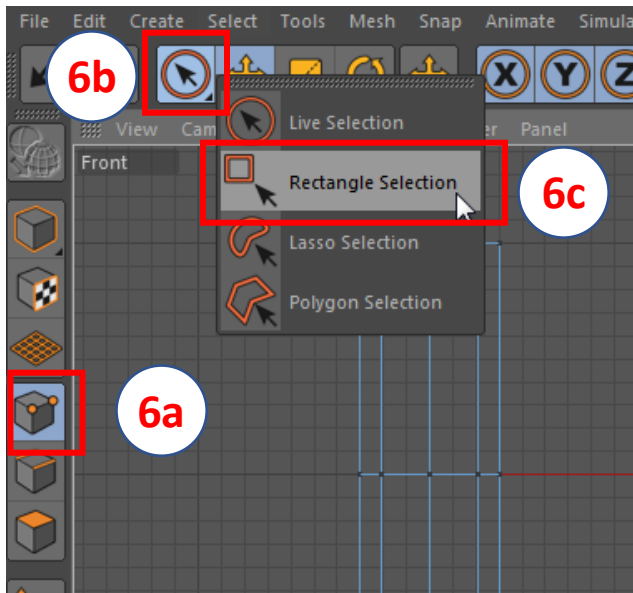 File Edit Create Select Tools Mesh Snap Animate Simula
6b
X Y Z
View Cam er Panel
Live Selection
Front
Rectangle Selection
6c
Lasso Selection
Polygon Selection
6a